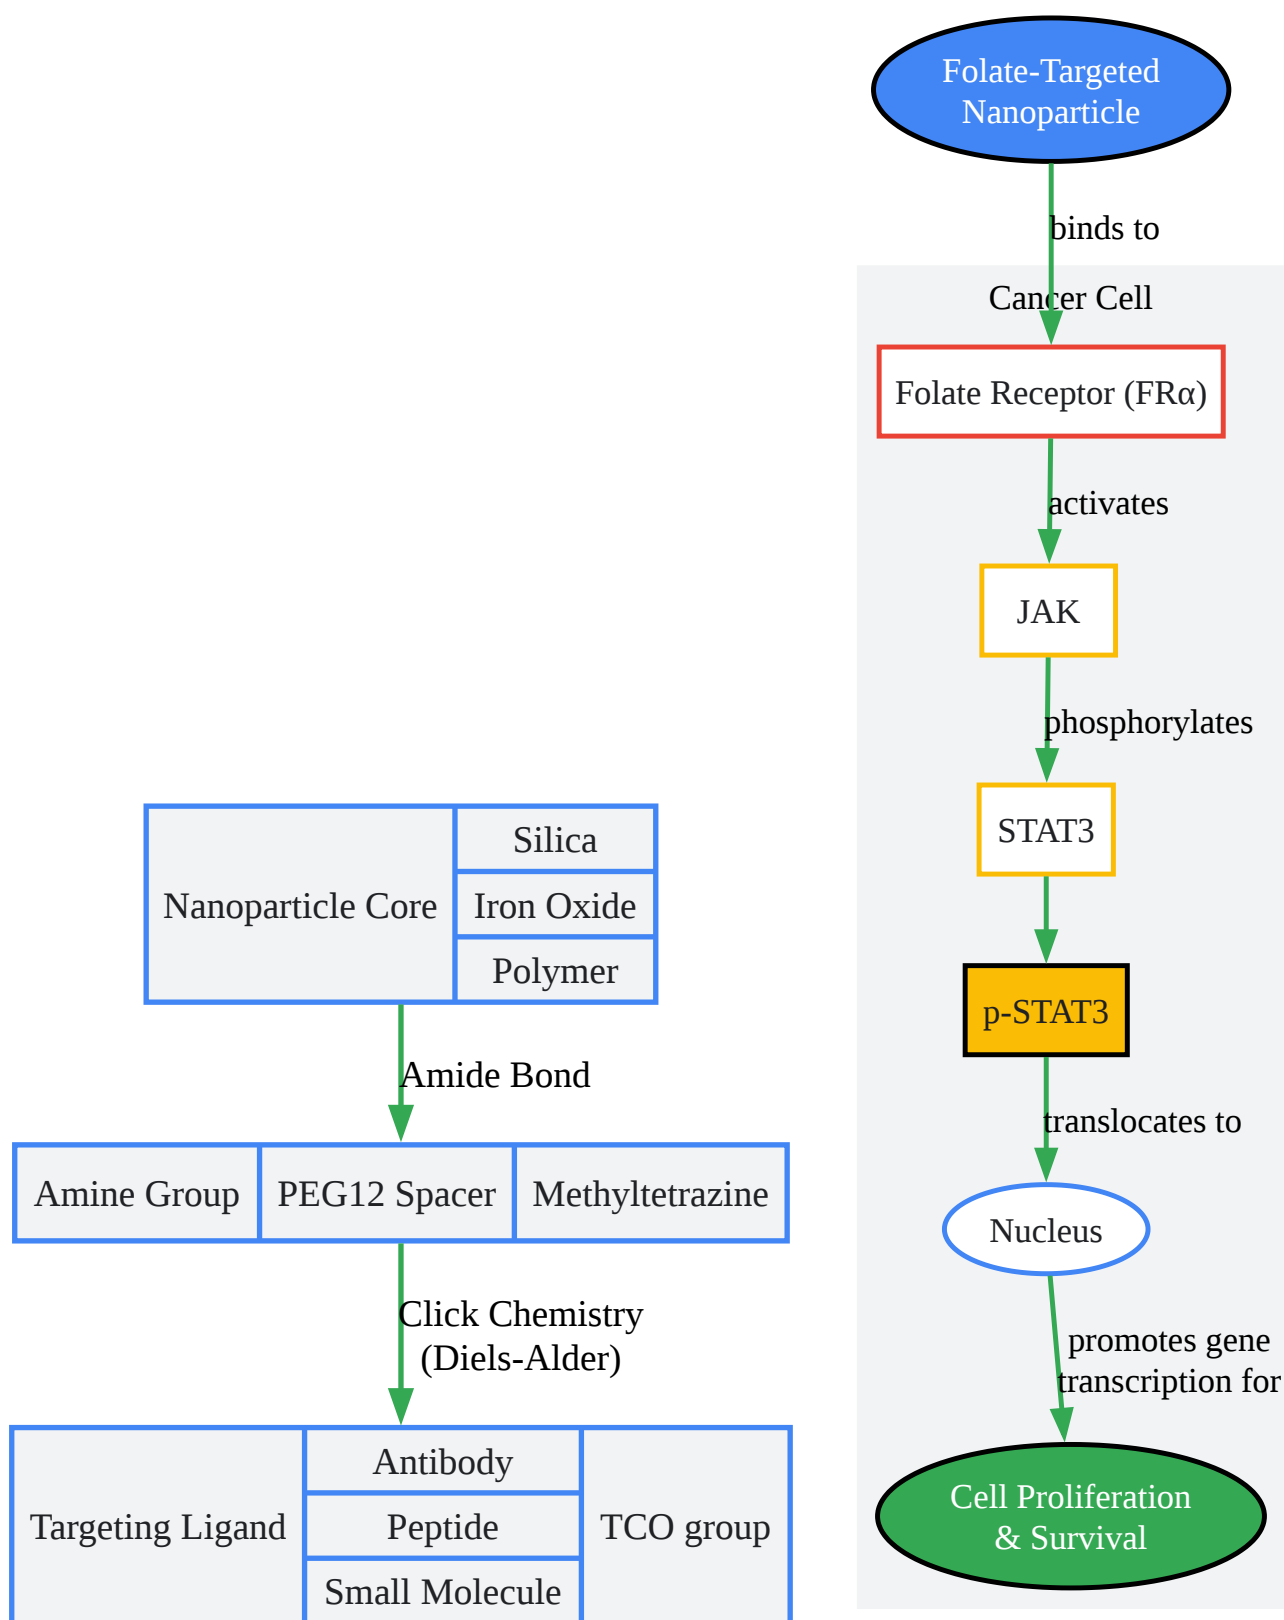 Folate-Targeted
Nanoparticle
binds to
Cancer Cell
Folate Receptor (FRα)
activates
JAK
phosphorylates
STAT3
p-STAT3
translocates to
Nucleus
promotes gene
transcription for
Cell Proliferation
& Survival
Nanoparticle Core
Silica
Iron Oxide
Polymer
Amide Bond
Amine Group
PEG12 Spacer
Methyltetrazine
Click Chemistry
(Diels-Alder)
Targeting Ligand
Antibody
Peptide
Small Molecule
TCO group